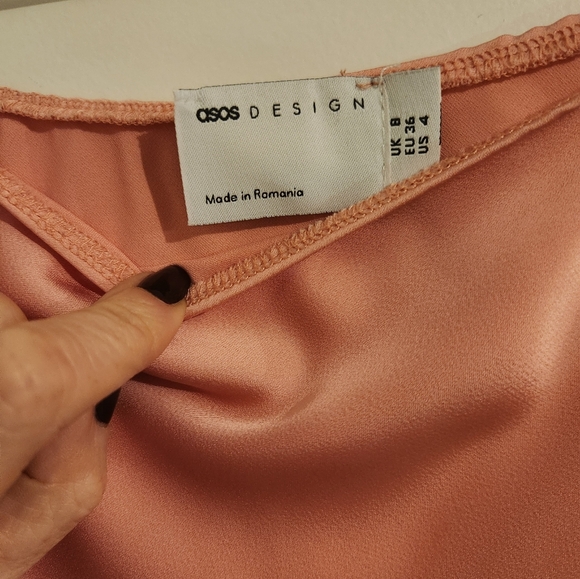 asos DESIGN
Made in Romania
UK 8
EU 36
US 4